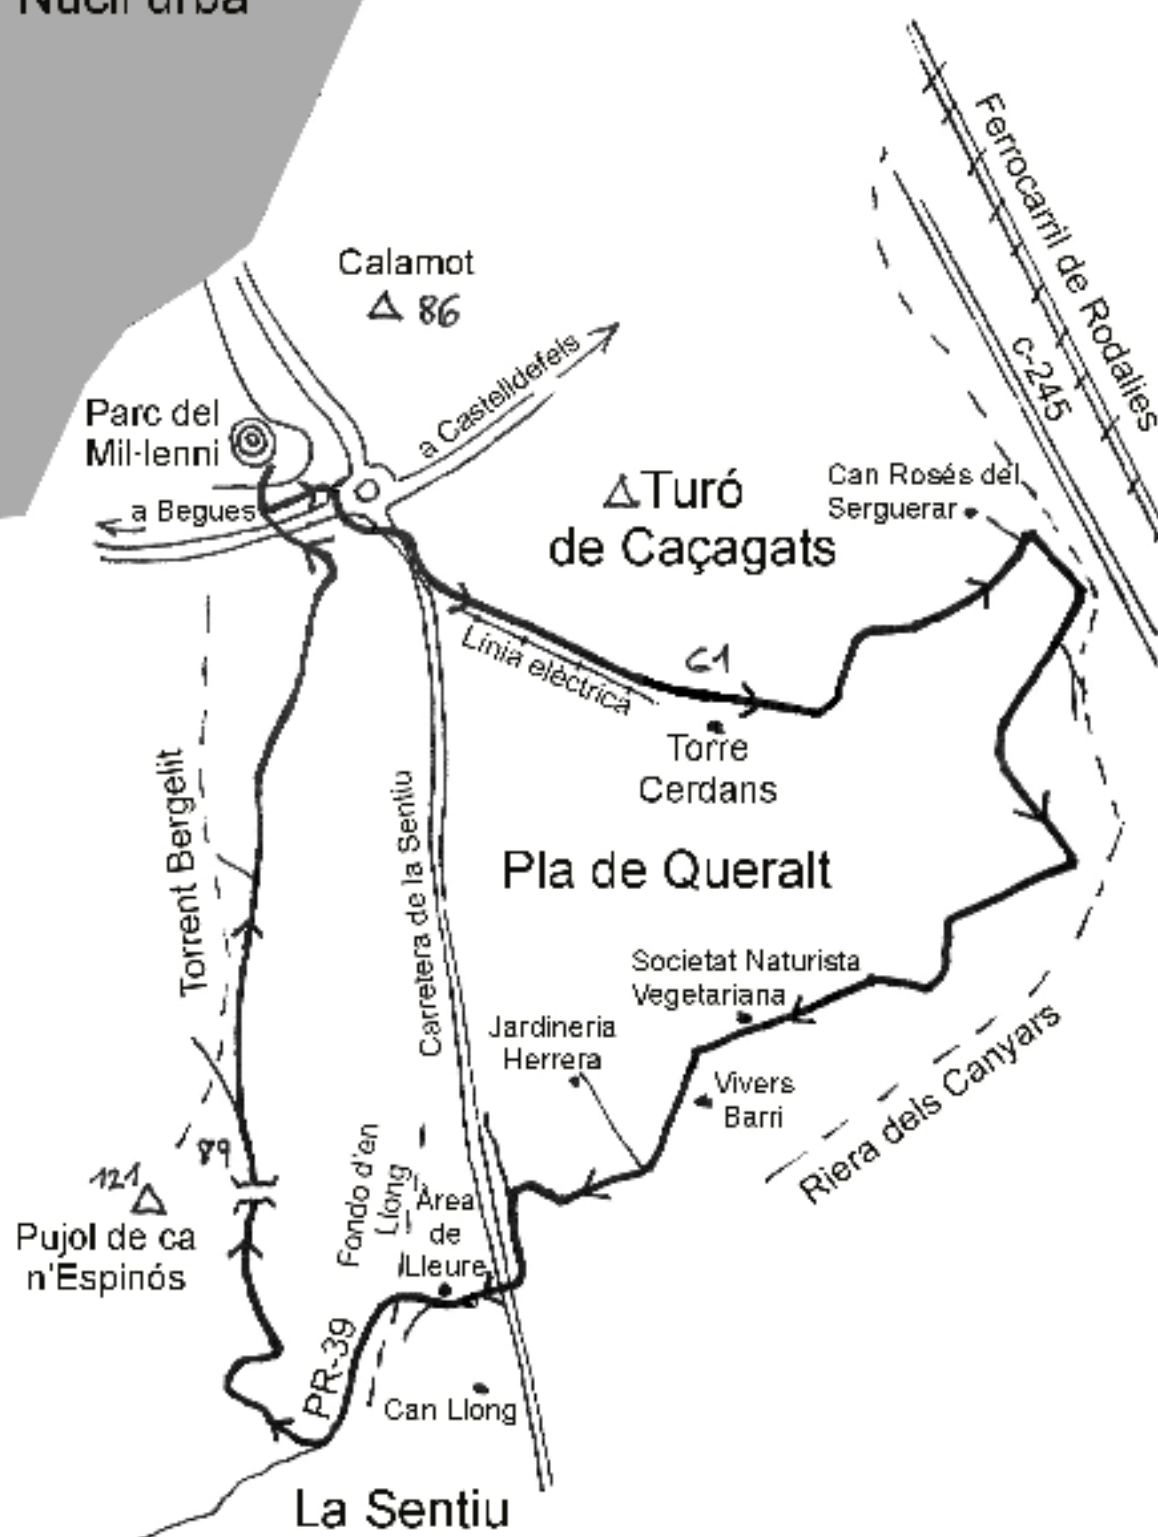 Nucli urbà
Calamot
86
Ferrocarril de Rodalies
c-245
a Castelldefels
Parc del
Mil·lenni
a Begues
Turó
de Caçagats
Can Rosés del
Serguerar
Línia elèctrica
61
Torre
Cerdans
Torrent Bergelit
Carretera de la Sentiu
Pla de Queralt
Societat Naturista
Vegetariana
Jardineria
Herrera
Vivers
Barri
Riera dels Canyars
89
121
Pujol de ca
n'Espinós
Fondo d'en
Llong
Àrea
de
Lleure
PR-39
Can Llong
La Sentiu